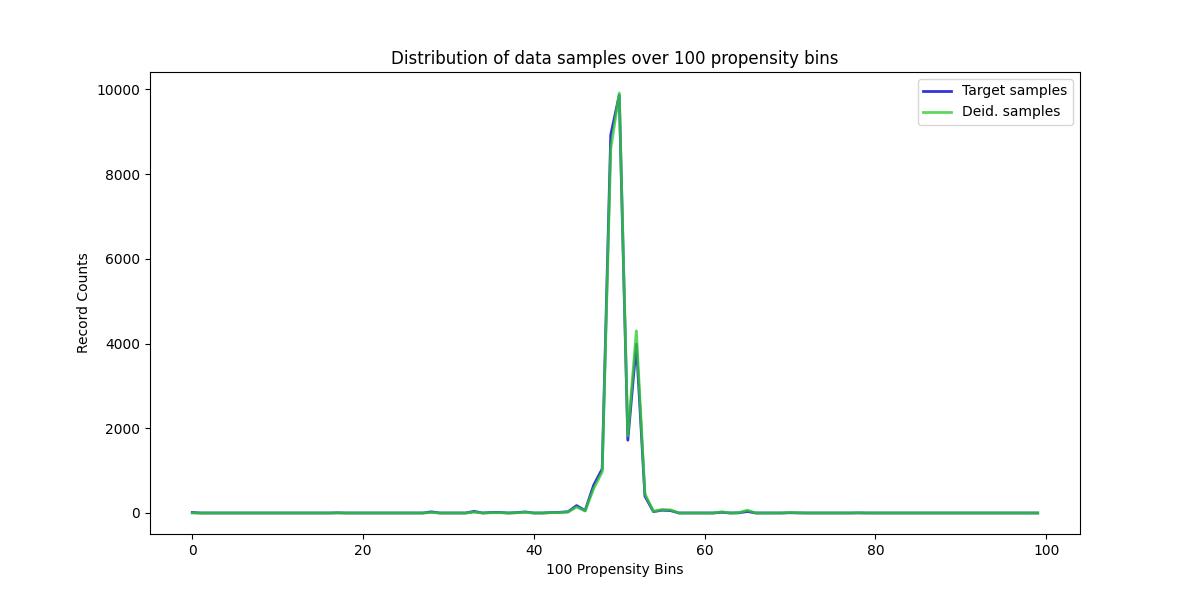 Distribution of data samples over 100 propensity bins
Target samples
Deid. samples
10000
8000
6000
4000
2000
0
Record Counts
0 20 40 60 80 100
100 Propensity Bins